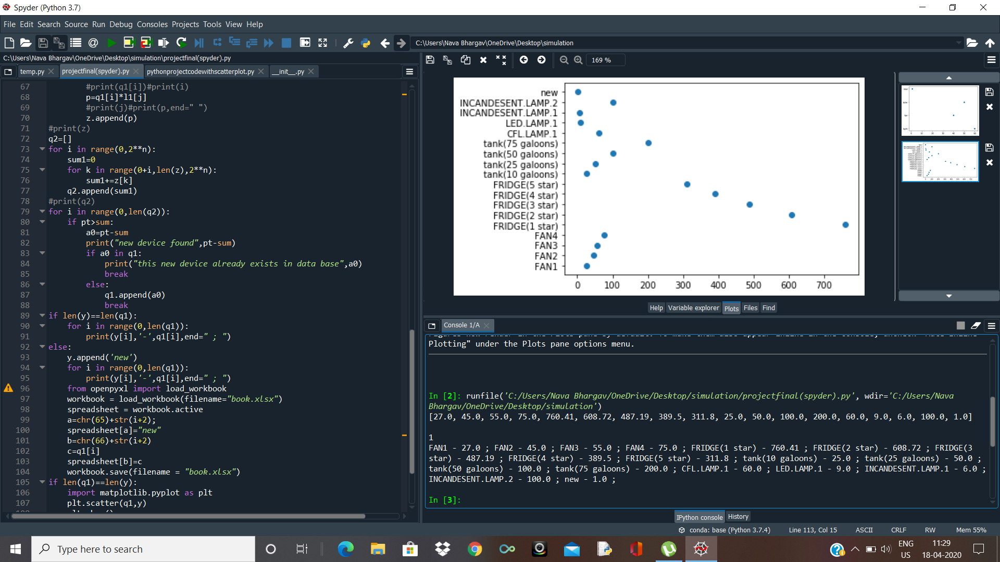 Spyder (Python 3.7)
File Edit Search Source Run Debug Consoles Projects Tools View Help
C:\Users\Nava Bhargav\OneDrive\Desktop\simulation
C:\Users\Nava Bhargav\OneDrive\Desktop\simulation\projectfinal(spyder).py
temp.py projectfinal(spyder).py pythonprojectcodewithscatterplot.py __init__.py
67 #print(q1[i])#print(i)
68 p=q1[i]*l1[j]
69 #print(j)#print(p,end=" ")
70 z.append(p)
71 #print(z)
72 q2=[]
73 for i in range(0,2**n):
74 sum1=0
75 for k in range(0+i,len(z),2**n):
76 sum1+=z[k]
77 q2.append(sum1)
78 #print(q2)
79 for i in range(0,len(q2)):
80 if pt>sum:
81 a0=pt-sum
82 print("new device found",pt-sum)
83 if a0 in q1:
84 print("this new device already exists in data base",a0)
85 break
86 else:
87 q1.append(a0)
88 break
89 if len(y)==len(q1):
90 for i in range(0,len(q1)):
91 print(y[i],'-',q1[i],end=" ; ")
92 else:
93 y.append('new')
94 for i in range(0,len(q1)):
95 print(y[i],'-',q1[i],end=" ; ")
96 from openpyxl import load_workbook
97 workbook = load_workbook(filename="book.xlsx")
98 spreadsheet = workbook.active
99 a=chr(65)+str(i+2);
100 spreadsheet[a]="new"
101 b=chr(66)+str(i+2)
102 c=q1[i]
103 spreadsheet[b]=c
104 workbook.save(filename = "book.xlsx")
105 if len(q1)==len(y):
106 import matplotlib.pyplot as plt
107 plt.scatter(q1,y)
169 %
new
INCANDESENT.LAMP.2
INCANDESENT.LAMP.1
LED.LAMP.1
CFL.LAMP.1
tank(75 galoons)
tank(50 galoons)
tank(25 galoons)
tank(10 galoons)
FRIDGE(5 star)
FRIDGE(4 star)
FRIDGE(3 star)
FRIDGE(2 star)
FRIDGE(1 star)
FAN4
FAN3
FAN2
FAN1
0 100 200 300 400 500 600 700
Help Variable explorer Plots Files Find
Console 1/A
Plotting" under the Plots pane options menu.
In [2]: runfile('C:/Users/Nava Bhargav/OneDrive/Desktop/simulation/projectfinal(spyder).py', wdir='C:/Users/Nava
Bhargav/OneDrive/Desktop/simulation')
[27.0, 45.0, 55.0, 75.0, 760.41, 608.72, 487.19, 389.5, 311.8, 25.0, 50.0, 100.0, 200.0, 60.0, 9.0, 6.0, 100.0, 1.0]
1
FAN1 - 27.0 ; FAN2 - 45.0 ; FAN3 - 55.0 ; FAN4 - 75.0 ; FRIDGE(1 star) - 760.41 ; FRIDGE(2 star) - 608.72 ; FRIDGE(3
star) - 487.19 ; FRIDGE(4 star) - 389.5 ; FRIDGE(5 star) - 311.8 ; tank(10 galoons) - 25.0 ; tank(25 galoons) - 50.0 ;
tank(50 galoons) - 100.0 ; tank(75 galoons) - 200.0 ; CFL.LAMP.1 - 60.0 ; LED.LAMP.1 - 9.0 ; INCANDESENT.LAMP.1 - 6.0 ;
INCANDESENT.LAMP.2 - 100.0 ; new - 1.0 ;
In [3]:
IPython console History
conda: base (Python 3.7.4) Line 113, Col 15 ASCII CRLF RW Mem 55%
Type here to search
ENG
US
11:29
18-04-2020